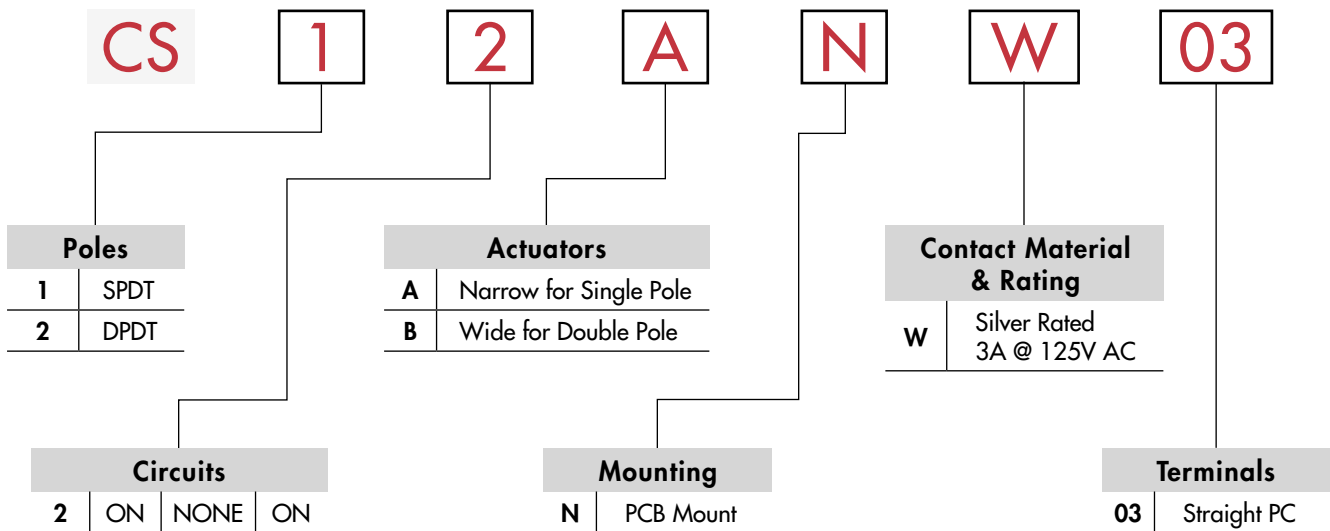 CS 1 2 A N W 03
Poles
1 SPDT
2 DPDT
Actuators
A Narrow for Single Pole
B Wide for Double Pole
Contact Material
& Rating
W Silver Rated
3A @ 125V AC
Circuits
2 ON NONE ON
Mounting
N PCB Mount
Terminals
03 Straight PC